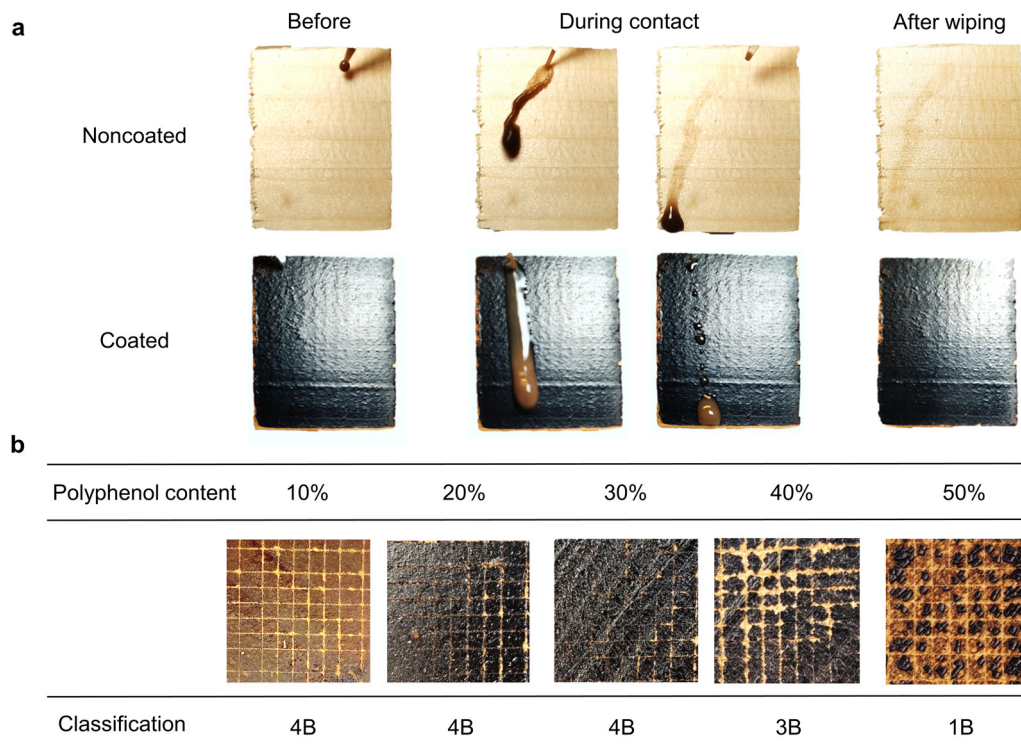 a
Before During contact After wiping
Noncoated
Coated
b
Polyphenol content 10% 20% 30% 40% 50%
Classification 4B 4B 4B 3B 1B